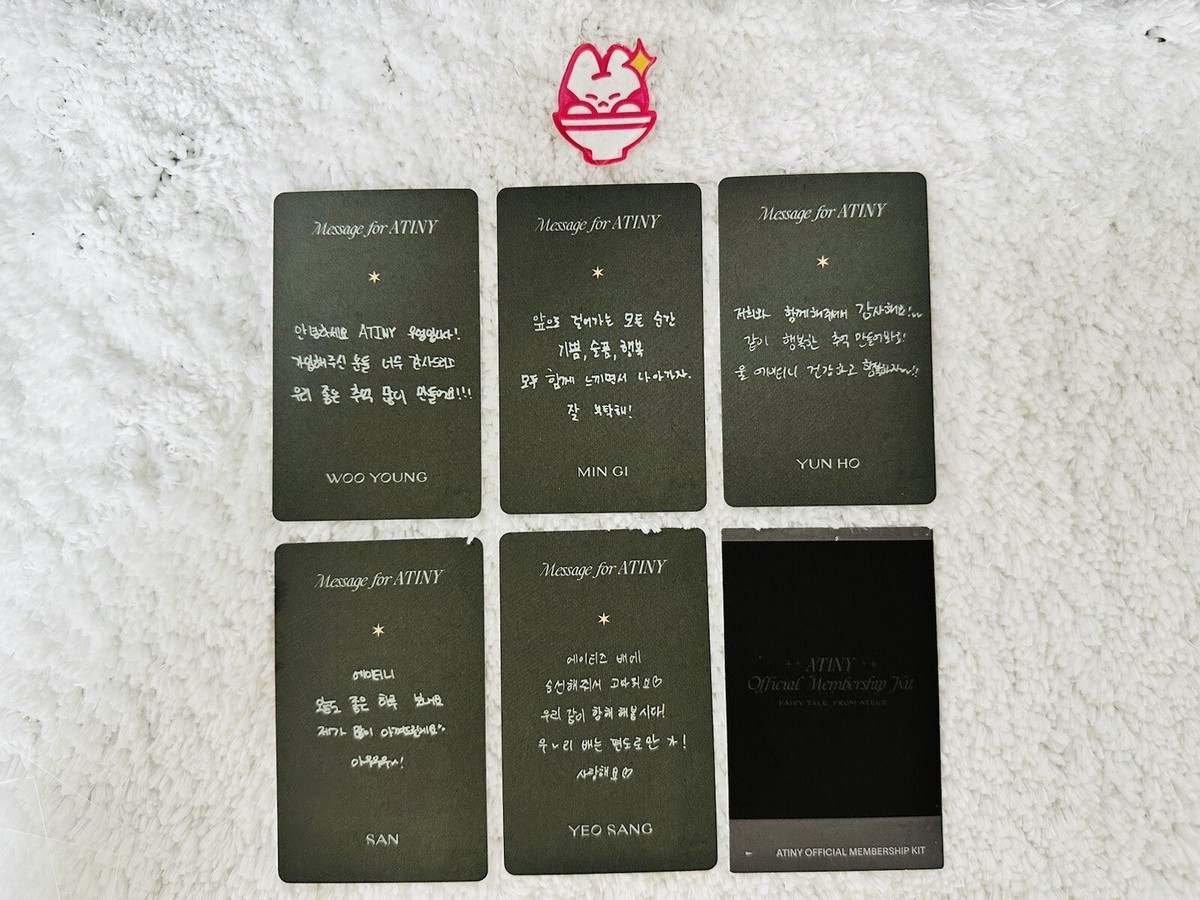 Message for ATINY
안녕하세요 ATINY 우영입니다!
가입해주신 분들 너무 감사드리고
우리 좋은 추억 많이 만들어요!!!
WOO YOUNG
Message for ATINY
앞으로 걸어가는 모든 순간
기쁨, 슬픔, 행복
모두 함께 느끼면서 나아가자.
잘 부탁해!
MIN GI
Message for ATINY
저희와 함께해줘서 감사해요!~
같이 행복한 추억 만들어봐요!
울 에이티니 건강하고 행복하자~!!
YUN HO
Message for ATINY
에이티니
오늘도 좋은 하루 보내요
제가 많이
SAN
Message for ATINY
에이티즈 배에
승선해줘서 고마워요♡
우리 같이 항해 해봅시다!
우~리 배는 편도로만 가!
사랑해요♡
YEO SANG
ATINY
Official Membership Kit
FAIRY TALE FROM ATEEZ
ATINY OFFICIAL MEMBERSHIP KIT